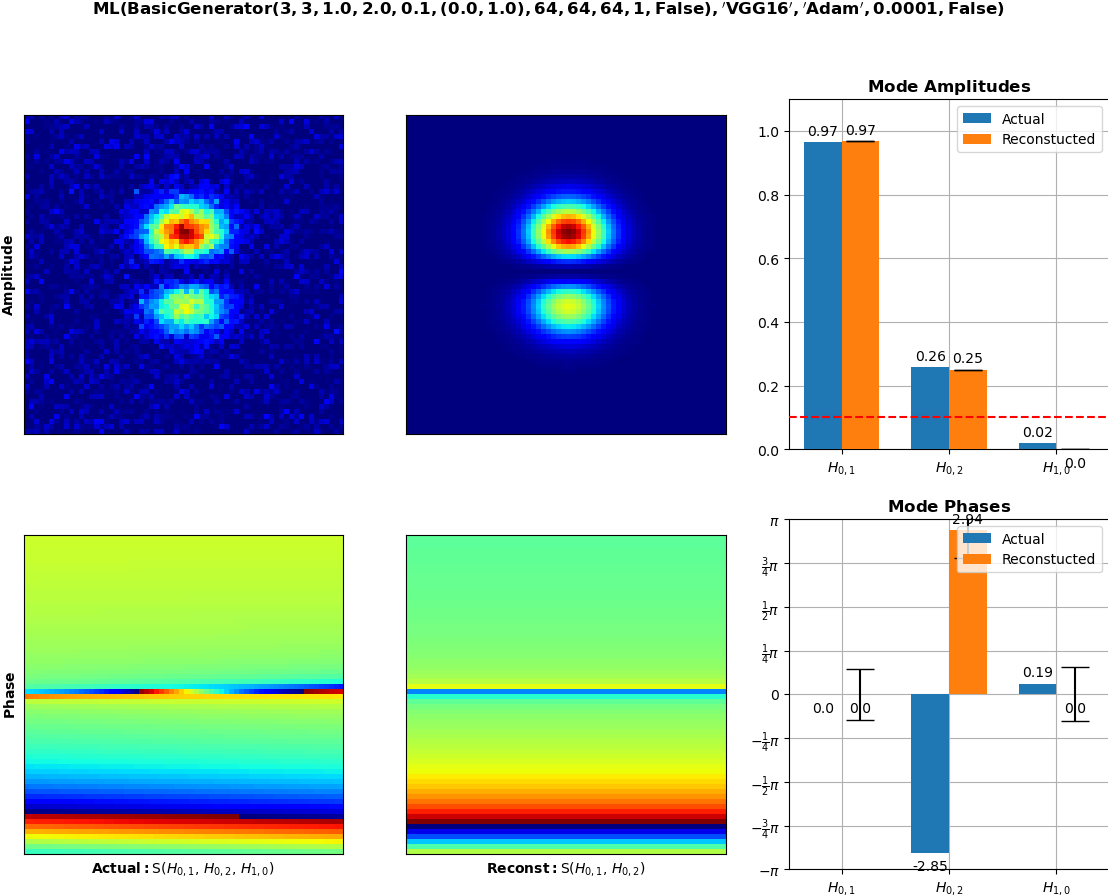 ML(BasicGenerator(3, 3, 1.0, 2.0, 0.1, (0.0, 1.0), 64, 64, 64, 1, False), ′VGG16′, ′Adam′, 0.0001, False)
Amplitude
Mode Amplitudes
Actual
Reconstucted
1.0
0.8
0.6
0.4
0.2
0.0
0.97
0.97
0.26
0.25
0.02
0.0
H0,1
H0,2
H1,0
Phase
Actual: S(H0,1, H0,2, H1,0)
Reconst: S(H0,1, H0,2)
Mode Phases
Actual
Reconstucted
π
3/4π
1/2π
1/4π
0
−1/4π
−1/2π
−3/4π
−π
0.0
0.0
-2.85
2.94
0.19
0.0
H0,1
H0,2
H1,0